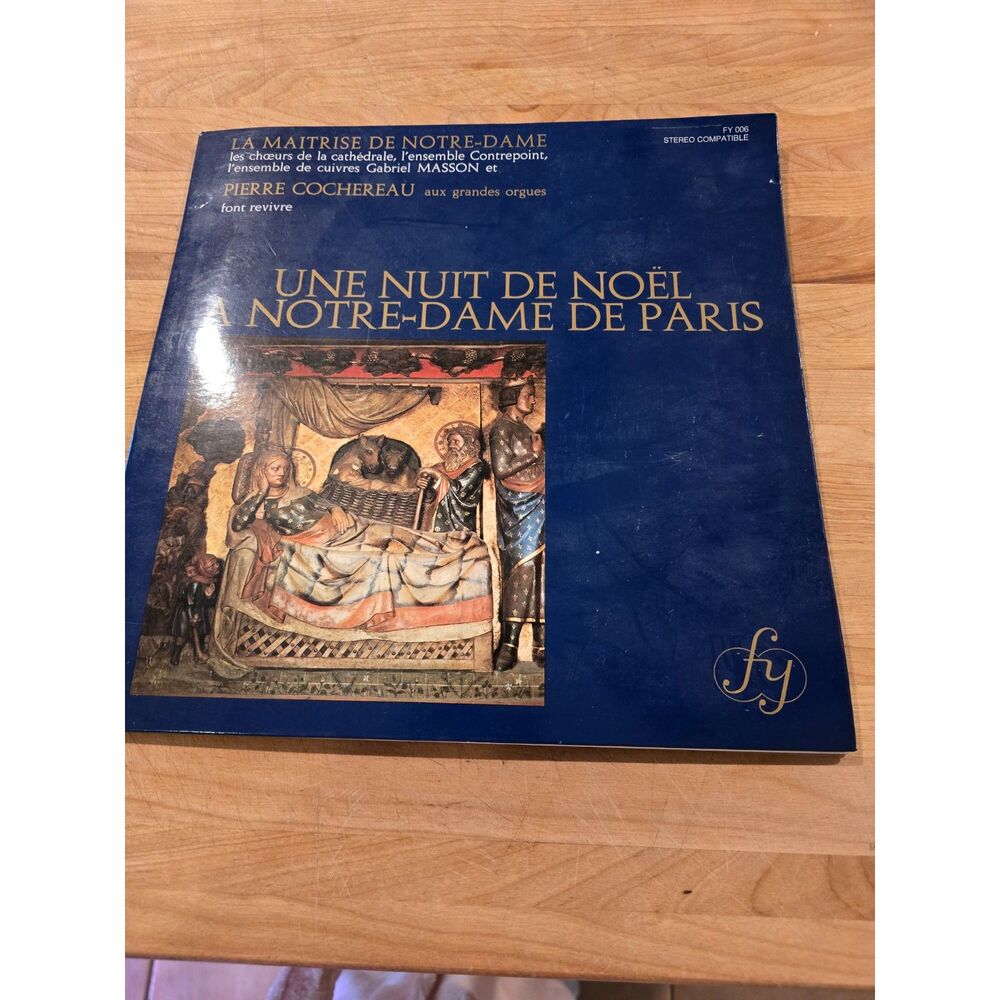 LA MAITRISE DE NOTRE-DAME
les chœurs de la cathédrale, l'ensemble Contrepoint,
l'ensemble de cuivres Gabriel MASSON et
PIERRE COCHEREAU aux grandes orgues
font revivre
FY 006
STEREO COMPATIBLE
UNE NUIT DE NOËL
A NOTRE-DAME DE PARIS
fy